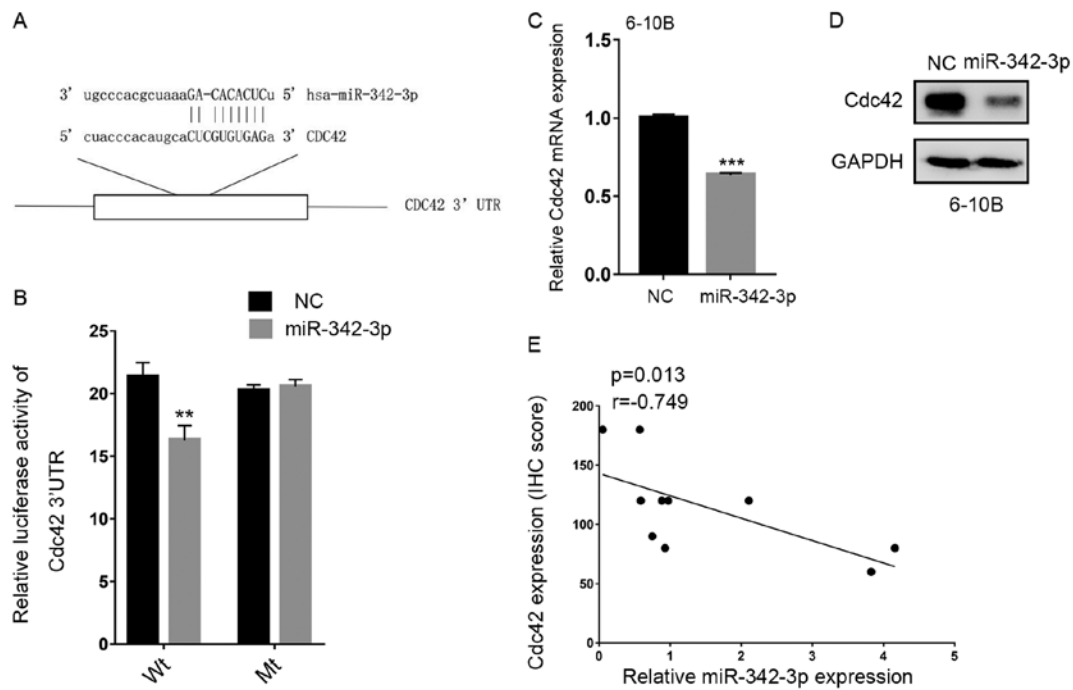 A
3' ugcccacgcuaaaGA-CACACUCu 5' hsa-miR-342-3p
5' cuacccacaugcaCUCGUGUGAGa 3' CDC42
CDC42 3' UTR
B
NC
miR-342-3p
Relative luciferase activity of
Cdc42 3'UTR
25
20
15
10
5
0
**
Wt
Mt
C
6-10B
Relative Cdc42 mRNA expresion
1.5
1.0
0.5
0.0
***
NC
miR-342-3p
D
NC miR-342-3p
Cdc42
GAPDH
6-10B
E
p=0.013
r=-0.749
Cdc42 expression (IHC score)
200
150
100
50
0
0 1 2 3 4 5
Relative miR-342-3p expression